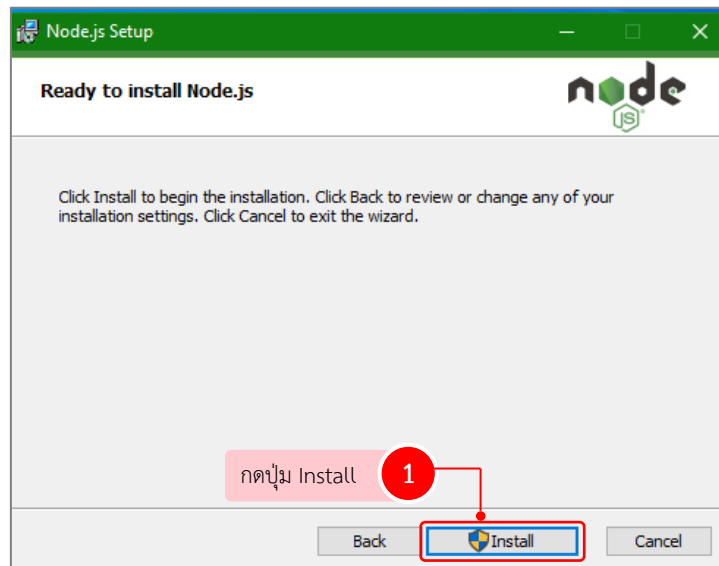 Node.js Setup
Ready to install Node.js
node
JS
Click Install to begin the installation. Click Back to review or change any of your
installation settings. Click Cancel to exit the wizard.
กดปุ่ม Install 1
Back Install Cancel